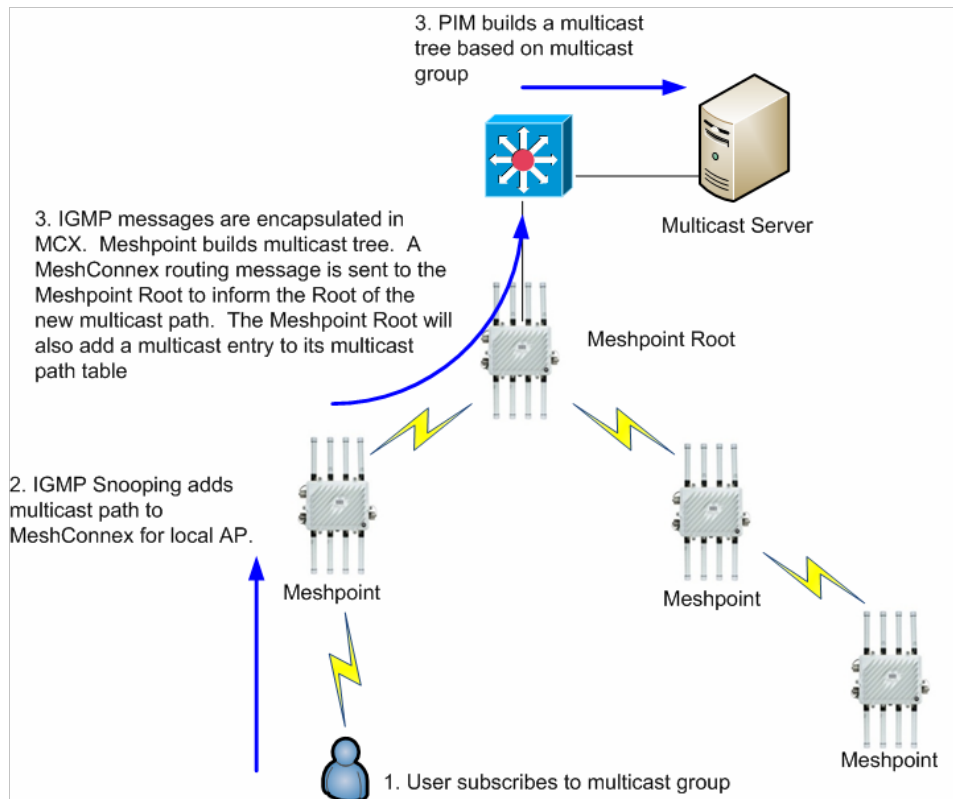 3. PIM builds a multicast
tree based on multicast
group
Multicast Server
3. IGMP messages are encapsulated in
MCX.  Meshpoint builds multicast tree.  A
MeshConnex routing message is sent to the
Meshpoint Root to inform the Root of the
new multicast path.  The Meshpoint Root will
also add a multicast entry to its multicast
path table
Meshpoint Root
2. IGMP Snooping adds
multicast path to
MeshConnex for local AP.
Meshpoint
Meshpoint
Meshpoint
1. User subscribes to multicast group